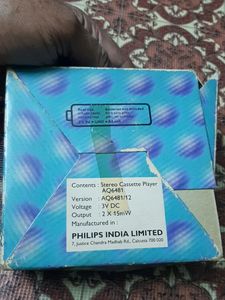 Contents : Stereo Cassette Player
AQ6481
Version : AQ6481/12
Voltage : 3V DC
Output : 2 X 15mW
Manufactured in :
PHILIPS INDIA LIMITED
7, Justice Chandra Madhab Rd., Calcutta 700 020